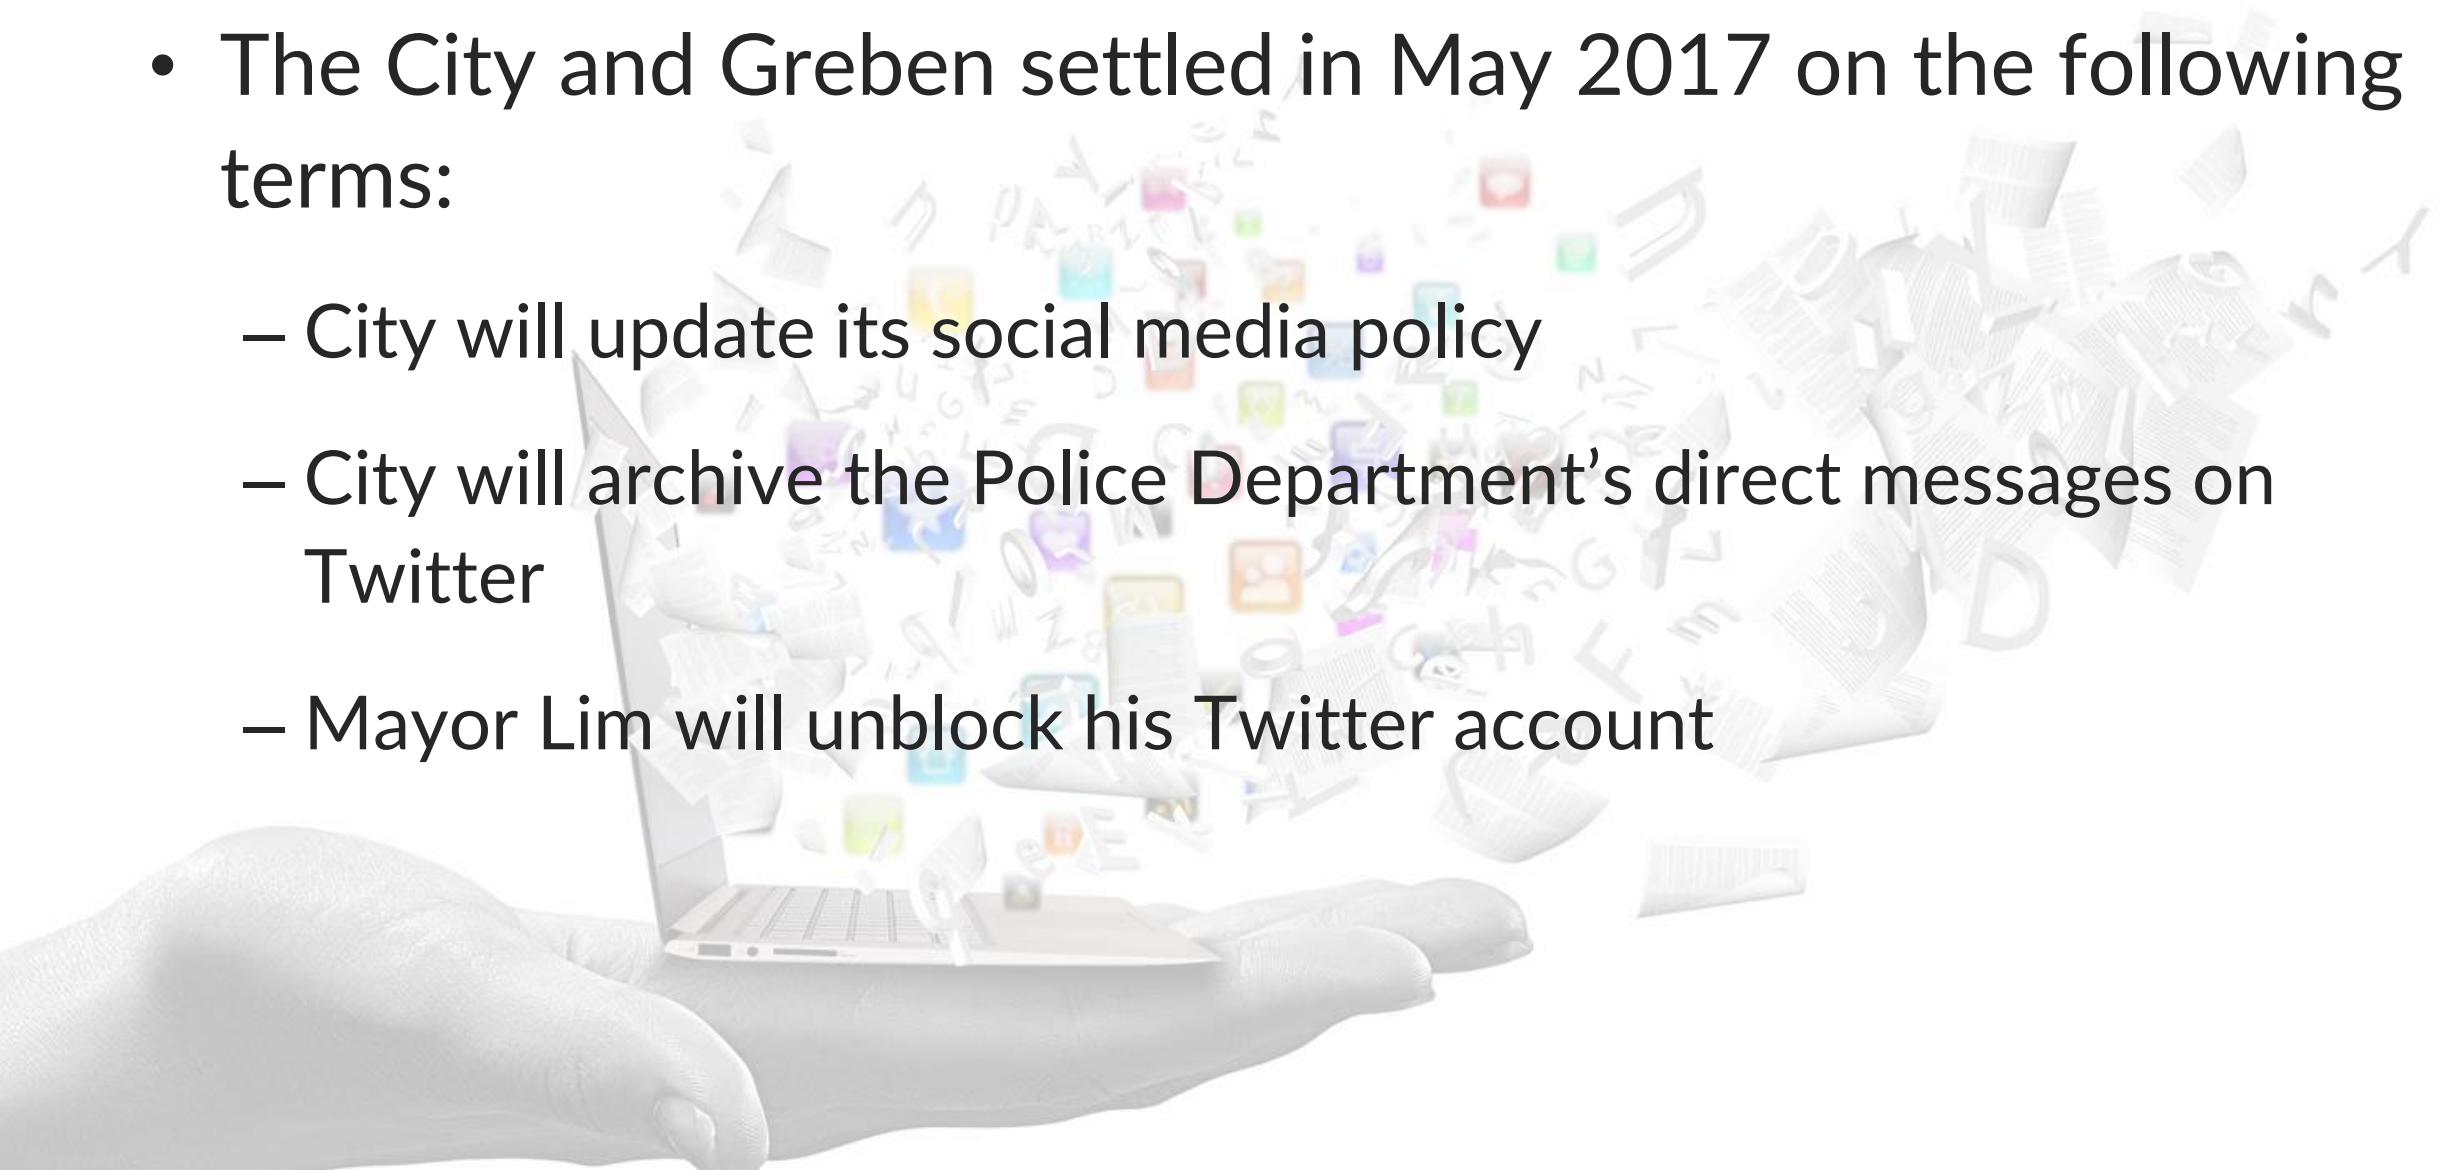 • The City and Greben settled in May 2017 on the following
terms:
– City will update its social media policy
– City will archive the Police Department’s direct messages on
Twitter
– Mayor Lim will unblock his Twitter account